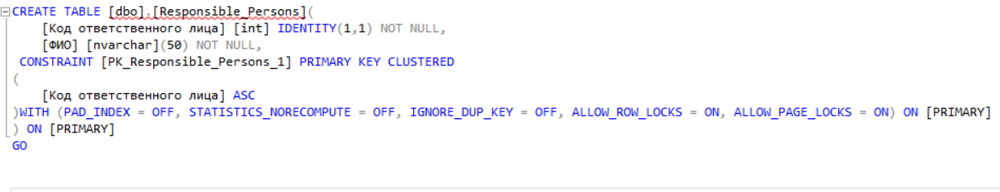 CREATE TABLE [dbo].[Responsible_Persons](
[Код ответственного лица] [int] IDENTITY(1,1) NOT NULL,
[ФИО] [nvarchar](50) NOT NULL,
CONSTRAINT [PK_Responsible_Persons_1] PRIMARY KEY CLUSTERED
(
[Код ответственного лица] ASC
)WITH (PAD_INDEX = OFF, STATISTICS_NORECOMPUTE = OFF, IGNORE_DUP_KEY = OFF, ALLOW_ROW_LOCKS = ON, ALLOW_PAGE_LOCKS = ON) ON [PRIMARY]
) ON [PRIMARY]
GO